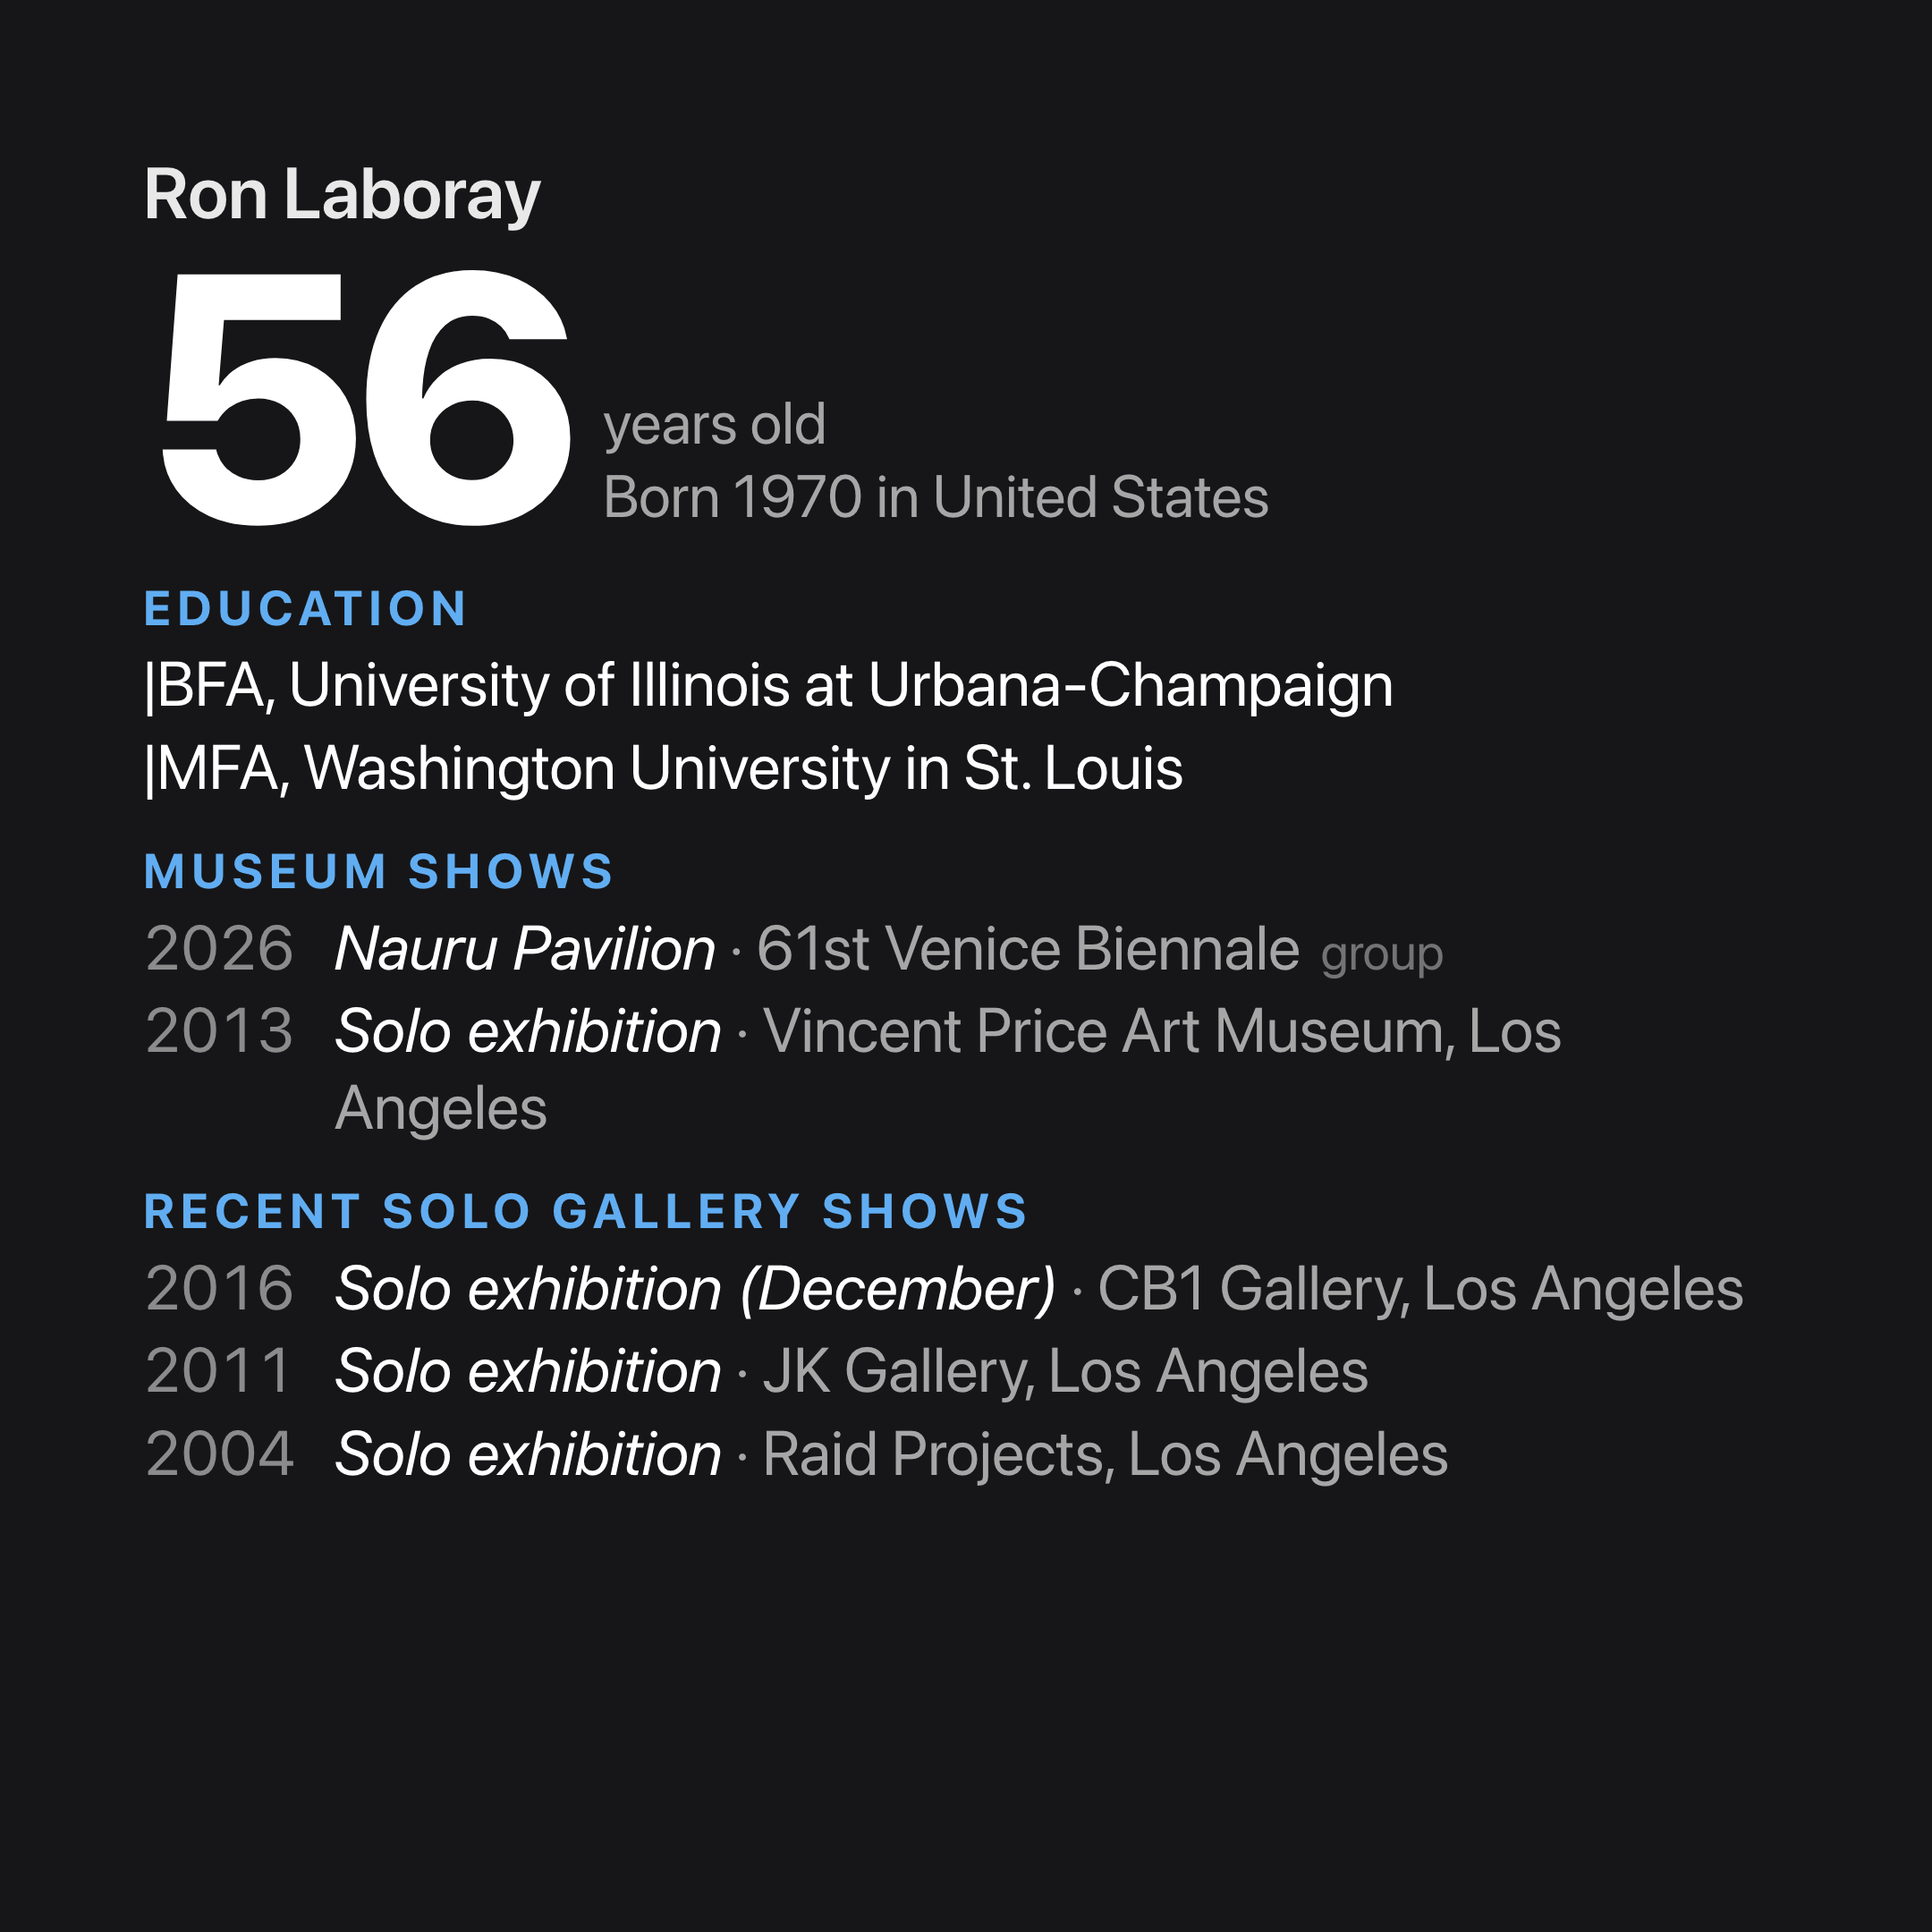 Ron Laboray
56 years old
Born 1970 in United States
EDUCATION
|BFA, University of Illinois at Urbana-Champaign
|MFA, Washington University in St. Louis
MUSEUM SHOWS
2026 Nauru Pavilion · 61st Venice Biennale group
2013 Solo exhibition · Vincent Price Art Museum, Los
Angeles
RECENT SOLO GALLERY SHOWS
2016 Solo exhibition (December) · CB1 Gallery, Los Angeles
2011 Solo exhibition · JK Gallery, Los Angeles
2004 Solo exhibition · Raid Projects, Los Angeles